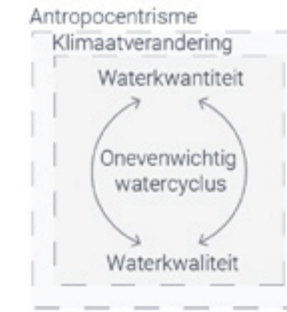 Antropocentrisme
Klimaatverandering
Waterkwantiteit
Onevenwichtig
watercyclus
Waterkwaliteit